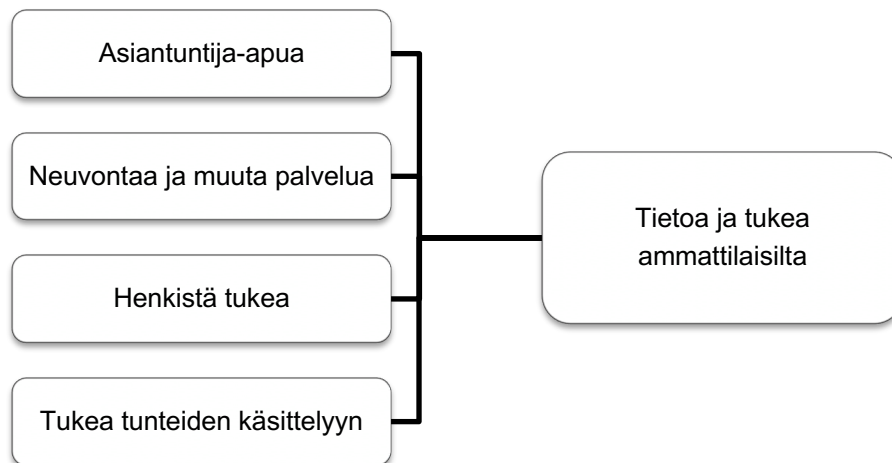 Asiantuntija-apua
Neuvontaa ja muuta palvelua
Henkistä tukea
Tukea tunteiden käsittelyyn
Tietoa ja tukea
ammattilaisilta